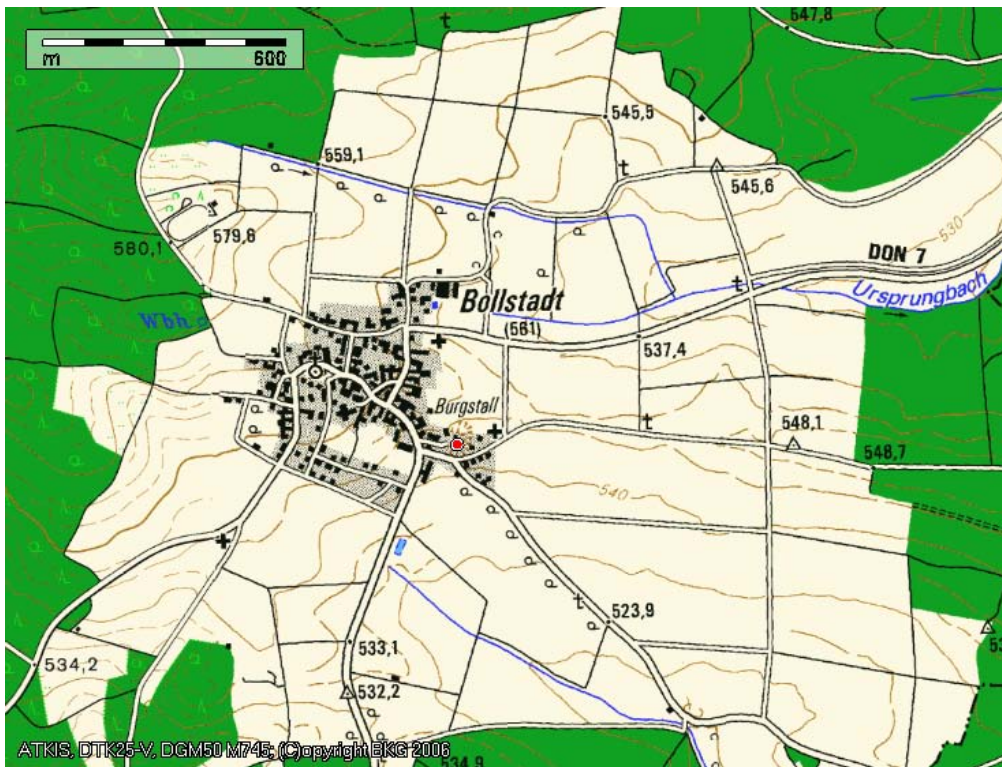 547,8
m 600
545,5
559,1
545,6
579,6
580,1
530
DON 7
Bollstadt
Ursprungbach
Wbh
(561)
537,4
Burgstall
548,1
548,7
540
523,9
533,1
534,2
532,2
534,9
ATKIS, DTK25-V, DGM50 M745; (C)opyright BKG 2006